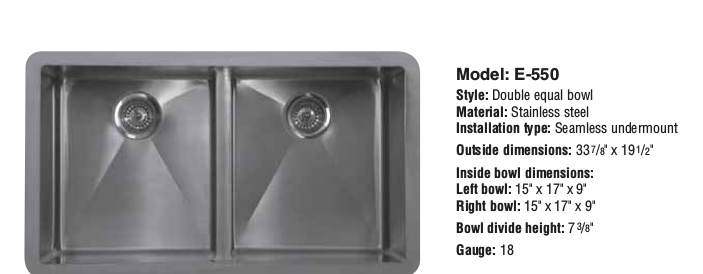 Model: E-550
Style: Double equal bowl
Material: Stainless steel
Installation type: Seamless undermount
Outside dimensions: 33 7/8" x 19 1/2"
Inside bowl dimensions:
Left bowl: 15" x 17" x 9"
Right bowl: 15" x 17" x 9"
Bowl divide height: 7 3/8"
Gauge: 18